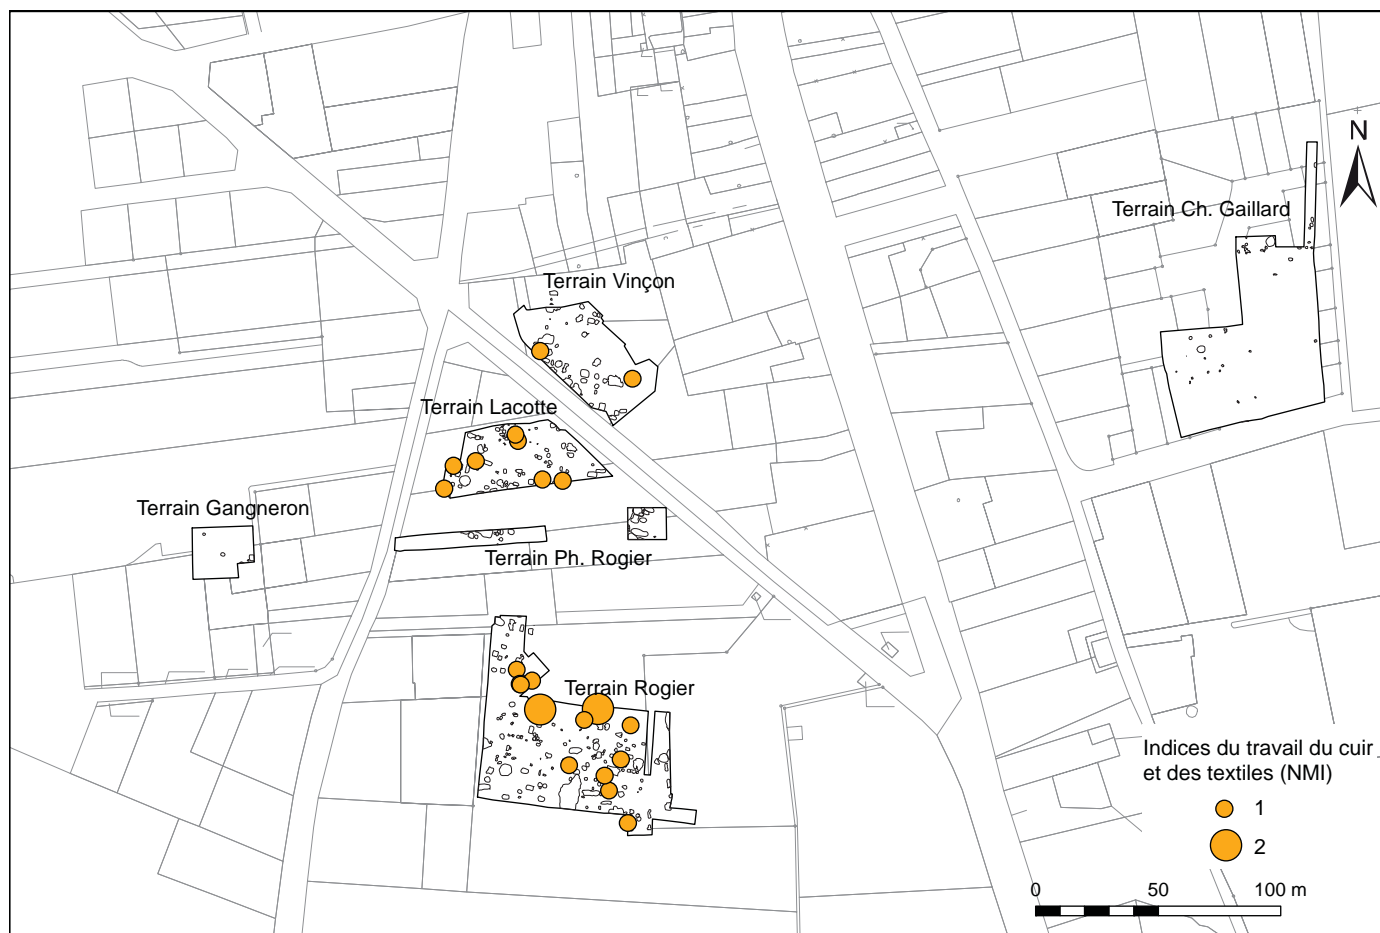 N
Terrain Ch. Gaillard
Terrain Vinçon
Terrain Lacotte
Terrain Gangneron
Terrain Ph. Rogier
Terrain Rogier
Indices du travail du cuir
et des textiles (NMI)
1
2
0 50 100 m